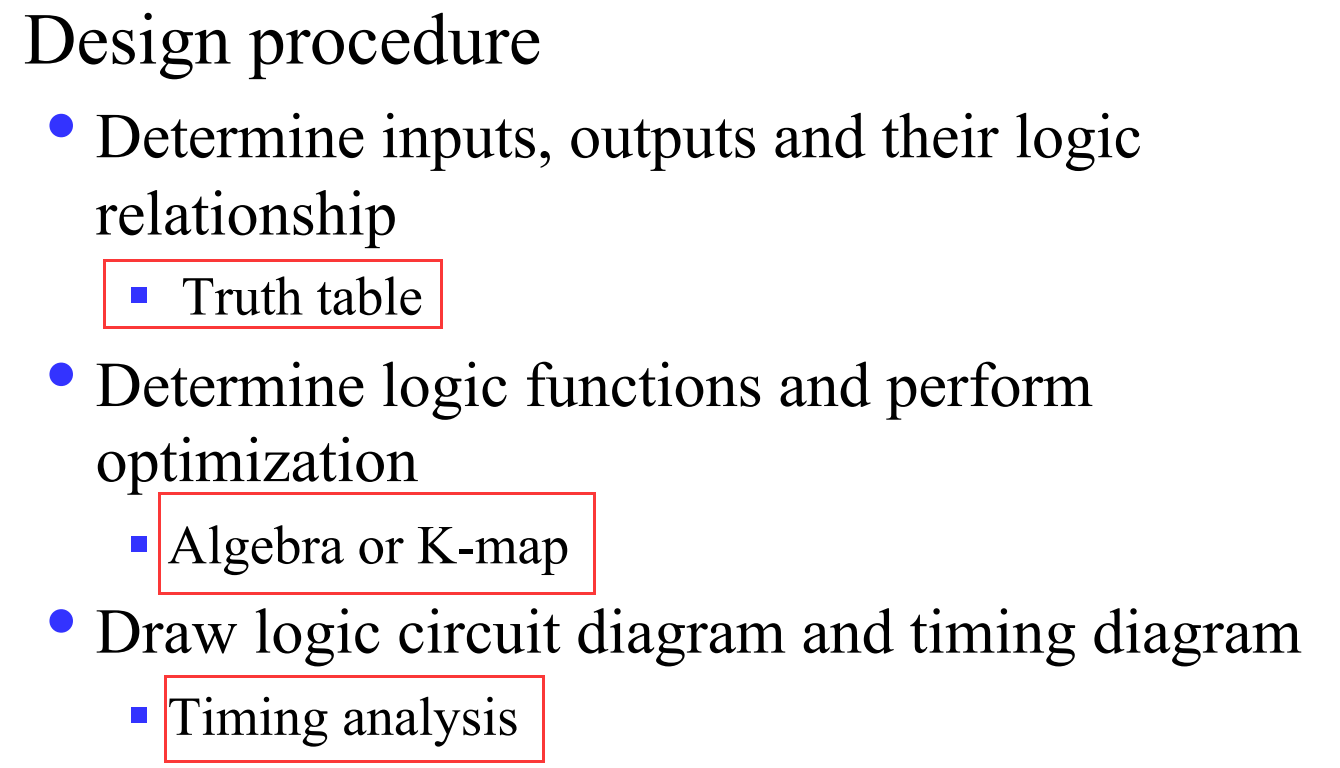 Design procedure
Determine inputs, outputs and their logic
relationship
Truth table
Determine logic functions and perform
optimization
Algebra or K-map
Draw logic circuit diagram and timing diagram
Timing analysis